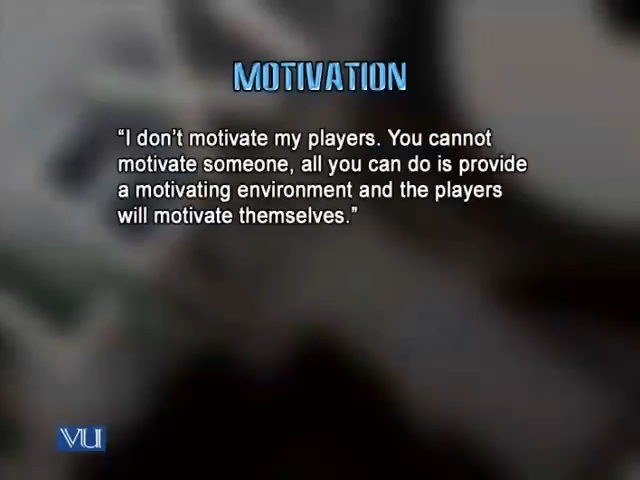 MOTIVATION
“I don’t motivate my players. You cannot
motivate someone, all you can do is provide
a motivating environment and the players
will motivate themselves.”
VU